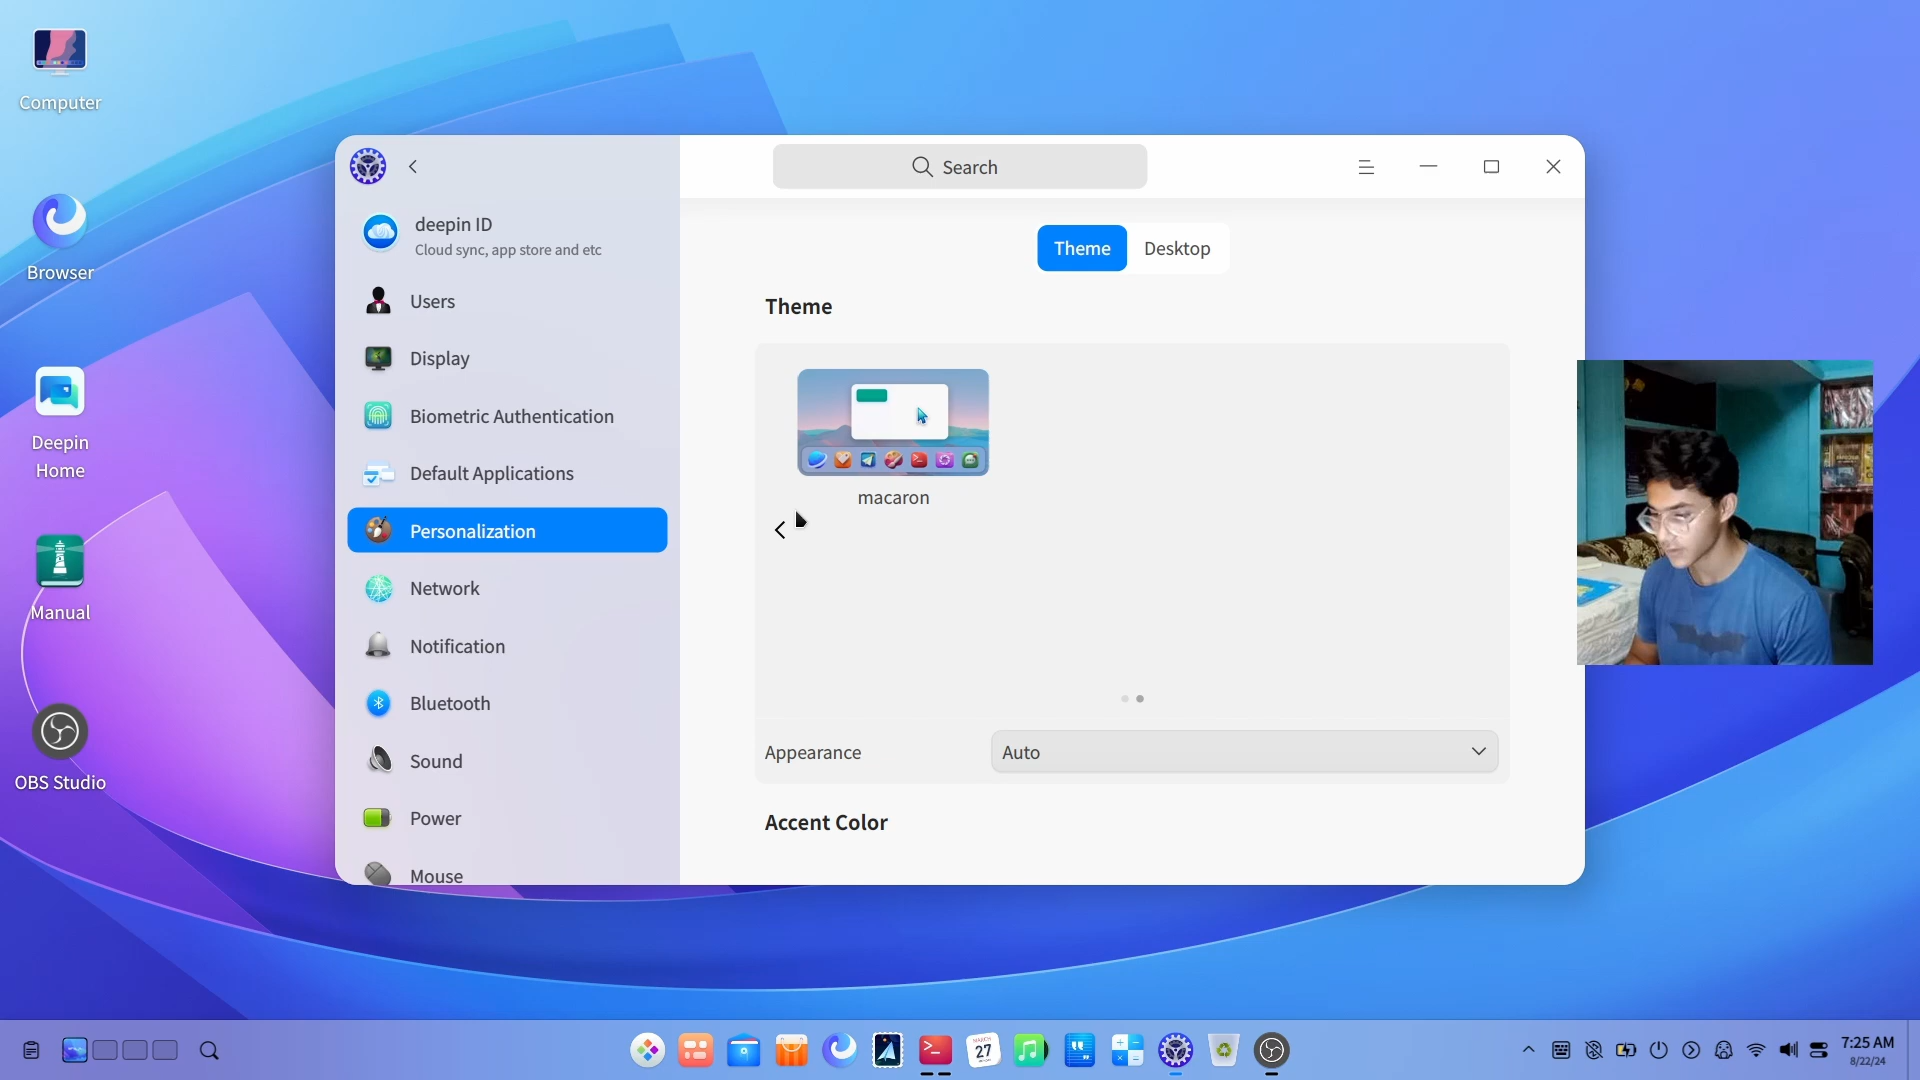 Computer
Browser
Deepin
Home
Manual
OBS Studio
Search
deepin ID
Cloud sync, app store and etc
Users
Display
Biometric Authentication
Default Applications
Personalization
Network
Notification
Bluetooth
Sound
Power
Mouse
Theme
Desktop
Theme
macaron
Appearance
Auto
Accent Color
27
7:25 AM
8/22/24